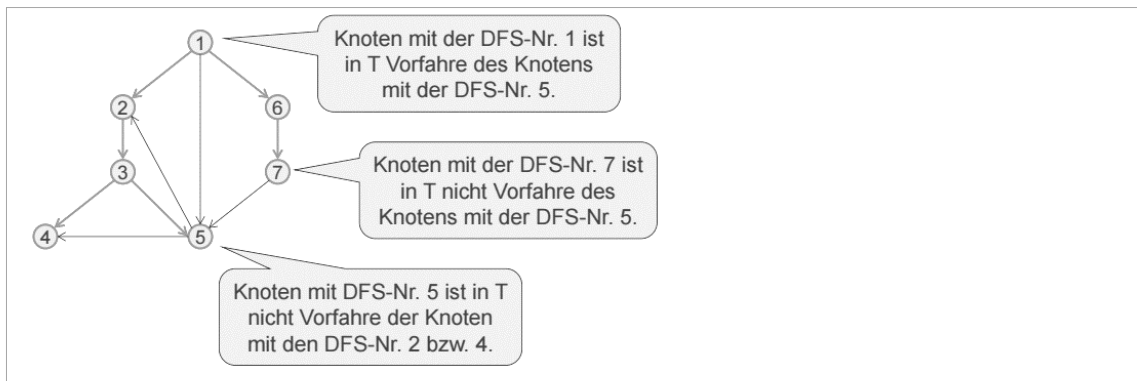 1
Knoten mit der DFS-Nr. 1 ist
in T Vorfahre des Knotens
mit der DFS-Nr. 5.
2
6
3
7
Knoten mit der DFS-Nr. 7 ist
in T nicht Vorfahre des
Knotens mit der DFS-Nr. 5.
4
5
Knoten mit DFS-Nr. 5 ist in T
nicht Vorfahre der Knoten
mit den DFS-Nr. 2 bzw. 4.